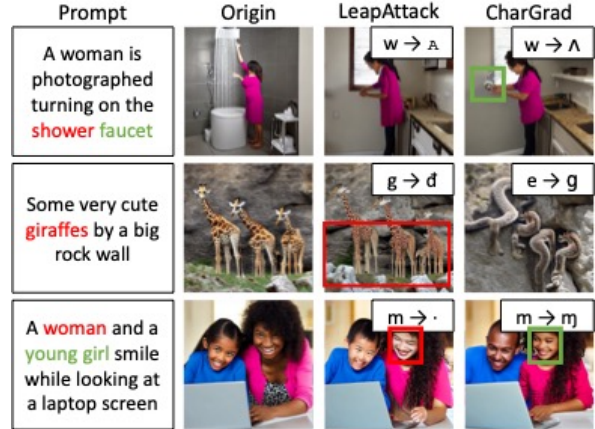 Prompt Origin LeapAttack CharGrad
A woman is
photographed
turning on the
shower faucet
w → ᴀ
w → ʌ
Some very cute
giraffes by a big
rock wall
g → đ
e → ɡ
A woman and a
young girl smile
while looking at
a laptop screen
m → ·
m → ɱ